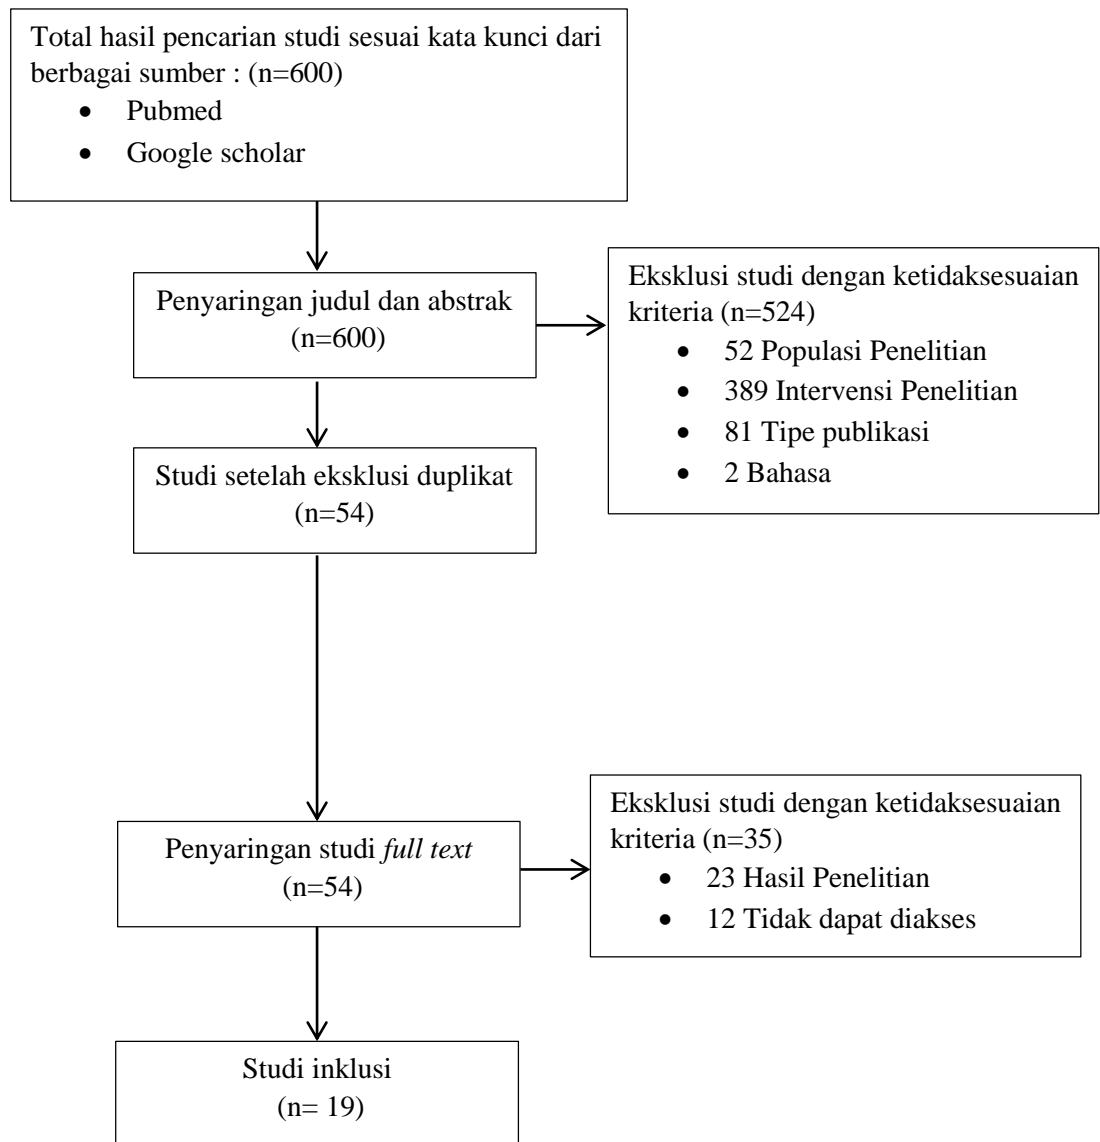 Total hasil pencarian studi sesuai kata kunci dari
berbagai sumber : (n=600)
• Pubmed
• Google scholar
Penyaringan judul dan abstrak
(n=600)
Eksklusi studi dengan ketidaksesuaian
kriteria (n=524)
• 52 Populasi Penelitian
• 389 Intervensi Penelitian
• 81 Tipe publikasi
• 2 Bahasa
Studi setelah eksklusi duplikat
(n=54)
Penyaringan studi full text
(n=54)
Eksklusi studi dengan ketidaksesuaian
kriteria (n=35)
• 23 Hasil Penelitian
• 12 Tidak dapat diakses
Studi inklusi
(n= 19)